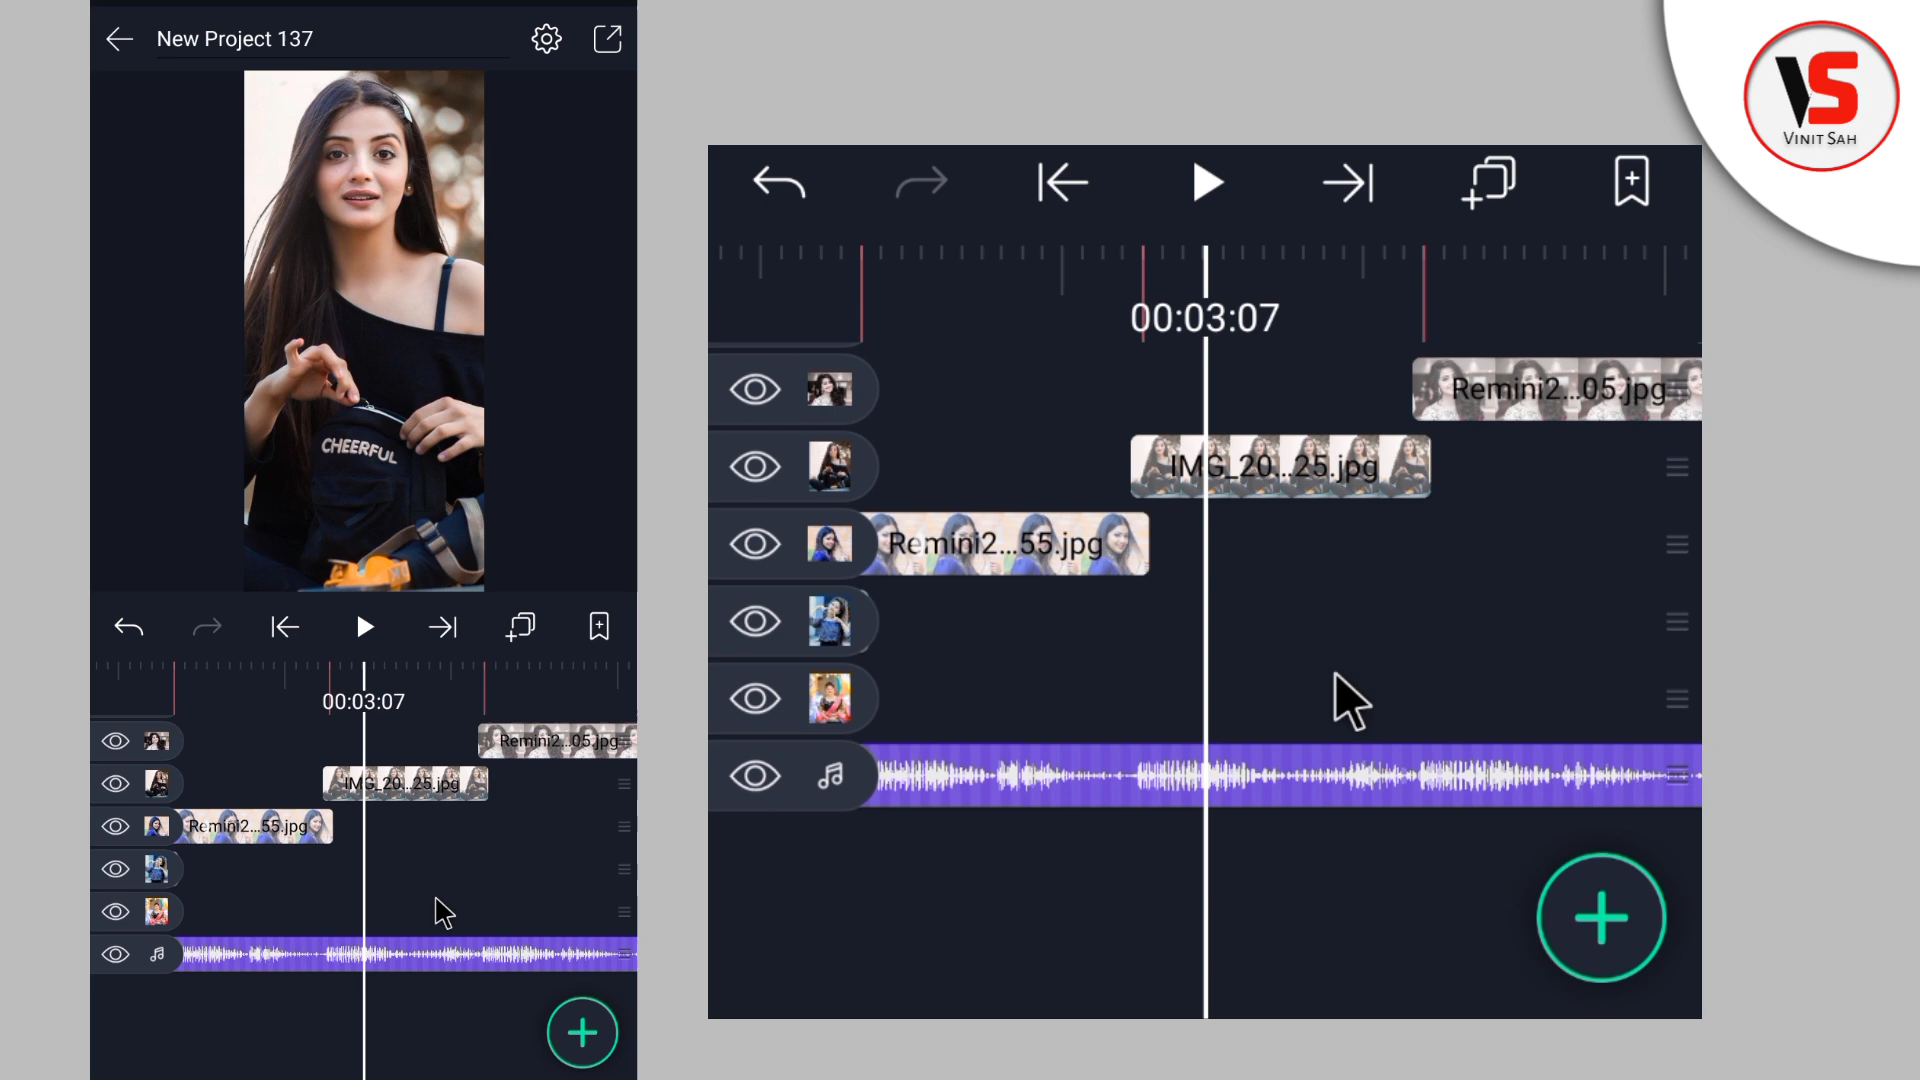 New Project 137
CHEERFUL
00:03:07
Remini2...05.jpg
IMG_20...25.jpg
Remini2...55.jpg
VS
VINIT SAH
00:03:07
Remini2...05.jpg
IMG_20...25.jpg
Remini2...55.jpg